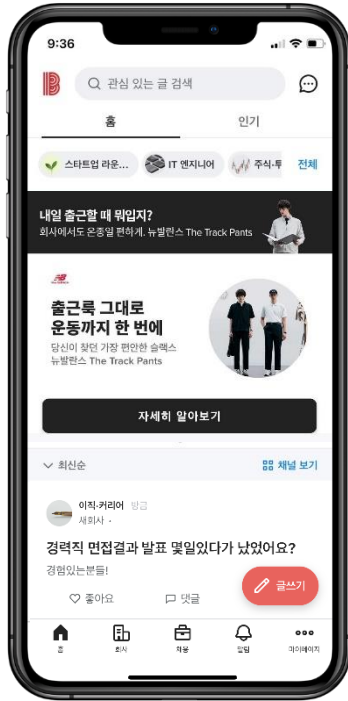 9:36
관심 있는 글 검색
홈
인기
스타트업 라운...
IT 엔지니어
주식·투
전체
내일 출근할 때 뭐입지?
회사에서도 온종일 편하게. 뉴발란스 The Track Pants
출근룩 그대로
운동까지 한 번에
당신이 찾던 가장 편안한 슬랙스
뉴발란스 The Track Pants
자세히 알아보기
최신순
채널 보기
이직·커리어 방금
새회사 ·
경력직 면접결과 발표 몇일있다가 났었어요?
경험있는분들!
글쓰기
좋아요
댓글
홈
회사
채용
알림
마이페이지